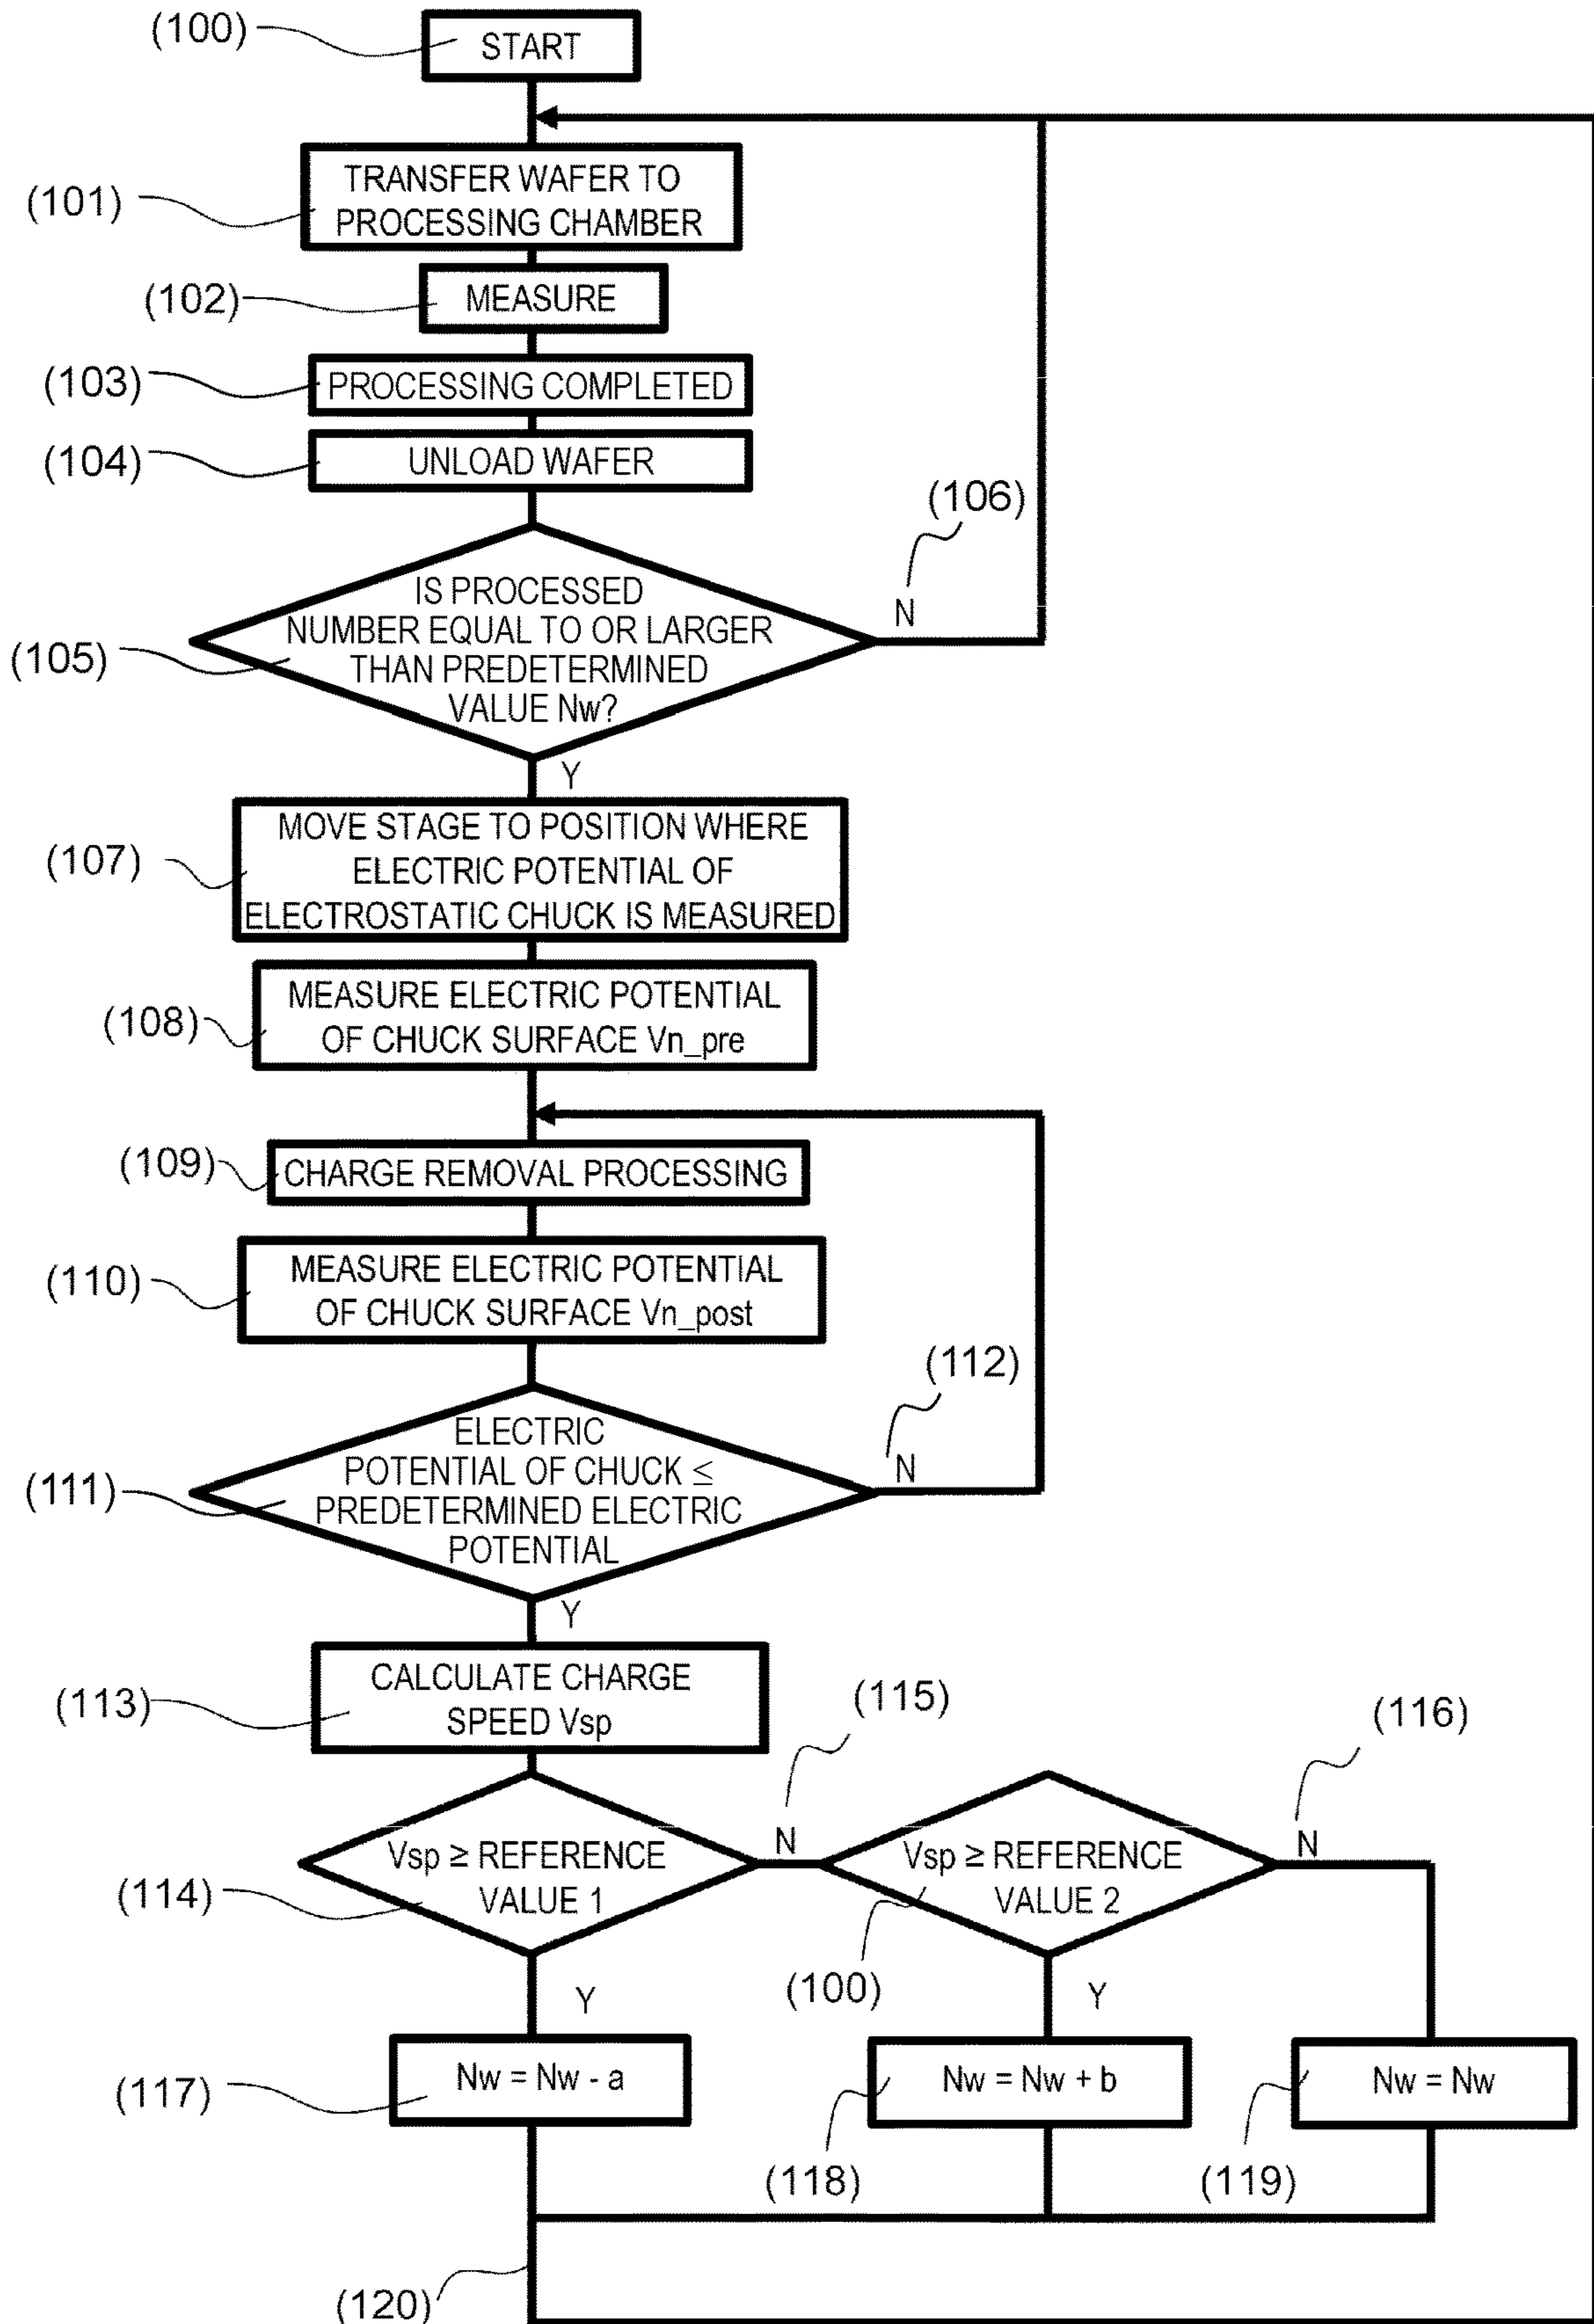 (100)
START
(101)
TRANSFER WAFER TO
PROCESSING CHAMBER
(102)
MEASURE
(103)
PROCESSING COMPLETED
(104)
UNLOAD WAFER
(105)
IS PROCESSED
NUMBER EQUAL TO OR LARGER
THAN PREDETERMINED
VALUE Nw?
(106)
N
Y
(107)
MOVE STAGE TO POSITION WHERE
ELECTRIC POTENTIAL OF
ELECTROSTATIC CHUCK IS MEASURED
(108)
MEASURE ELECTRIC POTENTIAL
OF CHUCK SURFACE Vn_pre
(109)
CHARGE REMOVAL PROCESSING
(110)
MEASURE ELECTRIC POTENTIAL
OF CHUCK SURFACE Vn_post
(111)
ELECTRIC
POTENTIAL OF CHUCK ≦
PREDETERMINED ELECTRIC
POTENTIAL
(112)
N
Y
(113)
CALCULATE CHARGE
SPEED Vsp
(114)
Vsp ≥ REFERENCE
VALUE 1
(115)
N
Vsp ≥ REFERENCE
VALUE 2
(100)
(116)
N
Y
Y
(117)
Nw = Nw - a
Nw = Nw + b
(118)
Nw = Nw
(119)
(120)